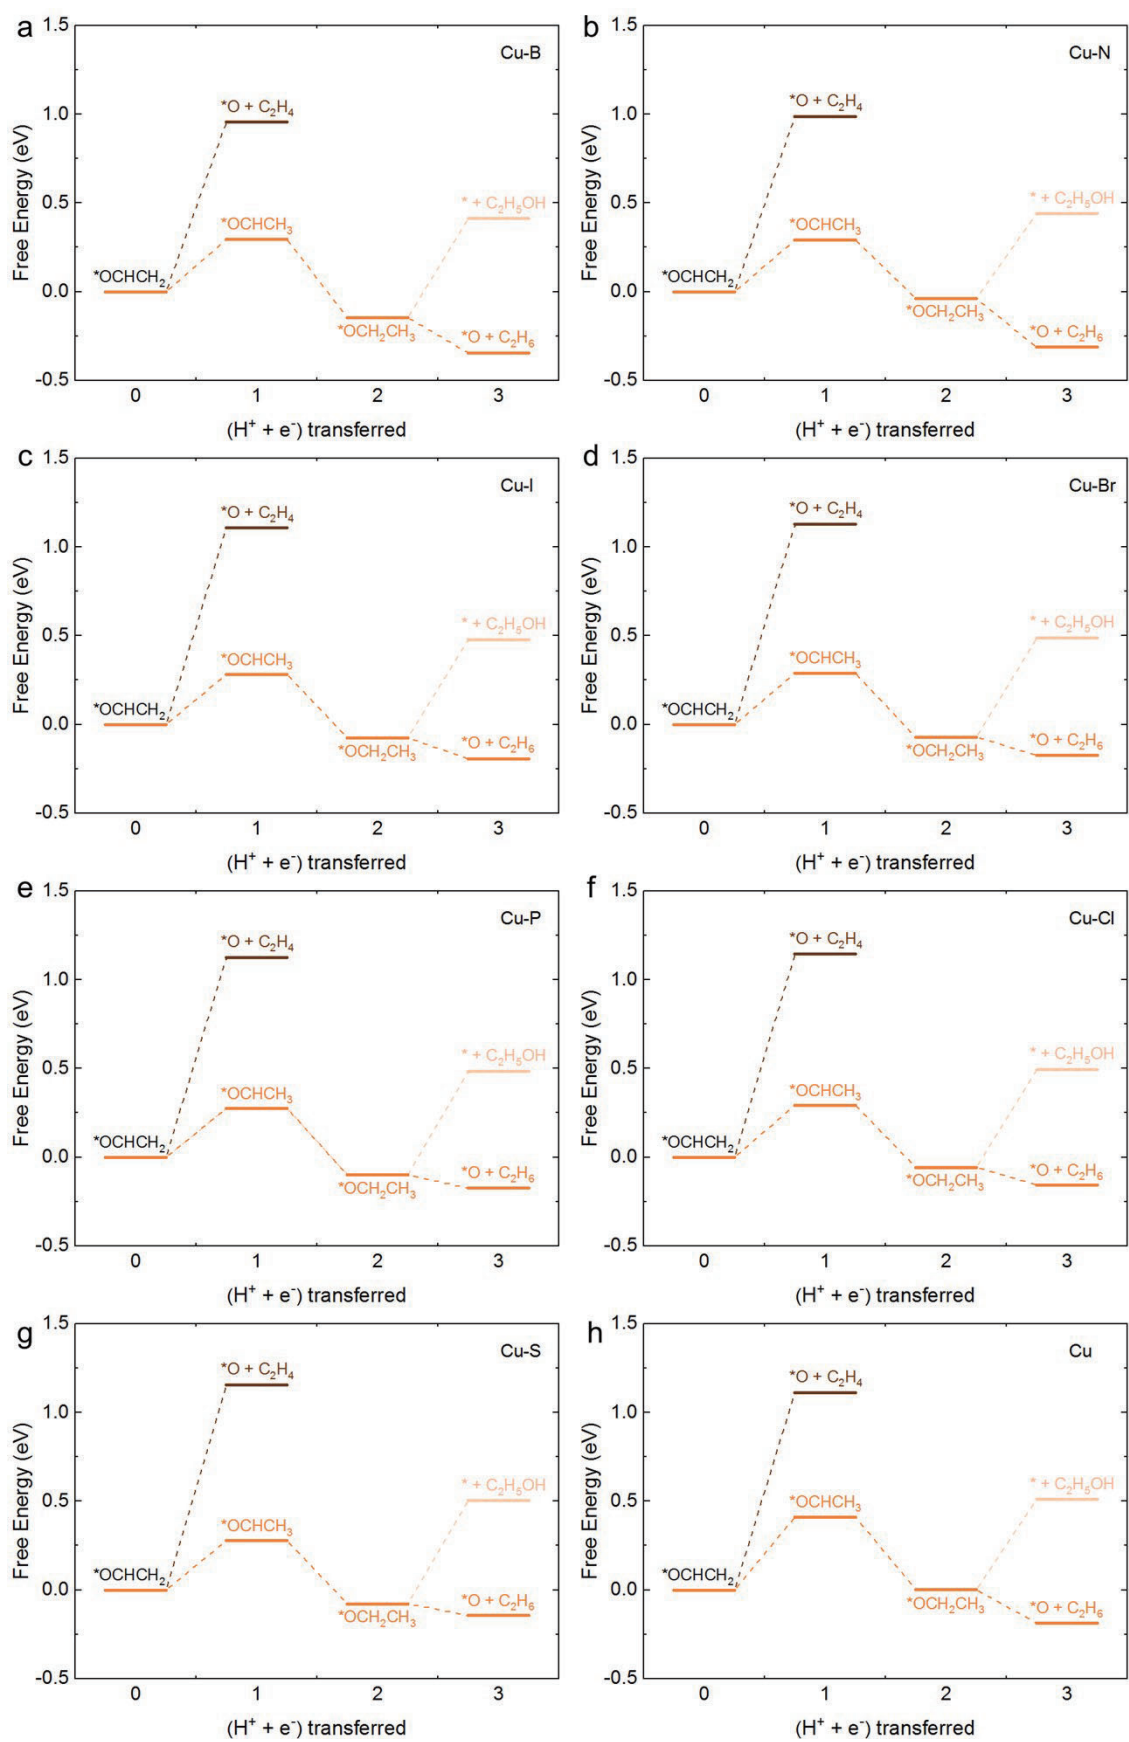 a
1.5
Cu-B
*O + C₂H₄
1.0
Free Energy (eV)
0.5
* + C₂H₅OH
*OCHCH₃
*OCHCH₂
0.0
*OCH₂CH₃
*O + C₂H₆
-0.5
0 1 2 3
(H⁺ + e⁻) transferred
b
1.5
Cu-N
*O + C₂H₄
1.0
Free Energy (eV)
0.5
* + C₂H₅OH
*OCHCH₃
*OCHCH₂
0.0
*OCH₂CH₃
*O + C₂H₆
-0.5
0 1 2 3
(H⁺ + e⁻) transferred
c
1.5
Cu-I
*O + C₂H₄
1.0
Free Energy (eV)
0.5
* + C₂H₅OH
*OCHCH₃
*OCHCH₂
0.0
*OCH₂CH₃
*O + C₂H₆
-0.5
0 1 2 3
(H⁺ + e⁻) transferred
d
1.5
Cu-Br
*O + C₂H₄
1.0
Free Energy (eV)
0.5
* + C₂H₅OH
*OCHCH₃
*OCHCH₂
0.0
*OCH₂CH₃
*O + C₂H₆
-0.5
0 1 2 3
(H⁺ + e⁻) transferred
e
1.5
Cu-P
*O + C₂H₄
1.0
Free Energy (eV)
0.5
* + C₂H₅OH
*OCHCH₃
*OCHCH₂
0.0
*OCH₂CH₃
*O + C₂H₆
-0.5
0 1 2 3
(H⁺ + e⁻) transferred
f
1.5
Cu-Cl
*O + C₂H₄
1.0
Free Energy (eV)
0.5
* + C₂H₅OH
*OCHCH₃
*OCHCH₂
0.0
*OCH₂CH₃
*O + C₂H₆
-0.5
0 1 2 3
(H⁺ + e⁻) transferred
g
1.5
Cu-S
*O + C₂H₄
1.0
Free Energy (eV)
0.5
* + C₂H₅OH
*OCHCH₃
*OCHCH₂
0.0
*OCH₂CH₃
*O + C₂H₆
-0.5
0 1 2 3
(H⁺ + e⁻) transferred
h
1.5
Cu
*O + C₂H₄
1.0
Free Energy (eV)
0.5
* + C₂H₅OH
*OCHCH₃
*OCHCH₂
0.0
*OCH₂CH₃
*O + C₂H₆
-0.5
0 1 2 3
(H⁺ + e⁻) transferred